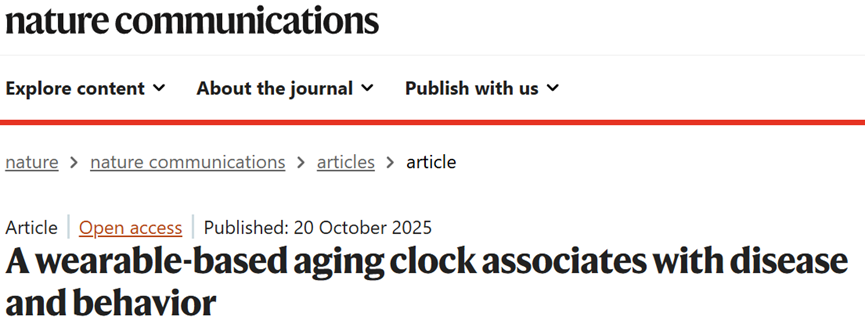 nature communications
Explore content About the journal Publish with us
nature > nature communications > articles > article
Article | Open access | Published: 20 October 2025
A wearable-based aging clock associates with disease
and behavior